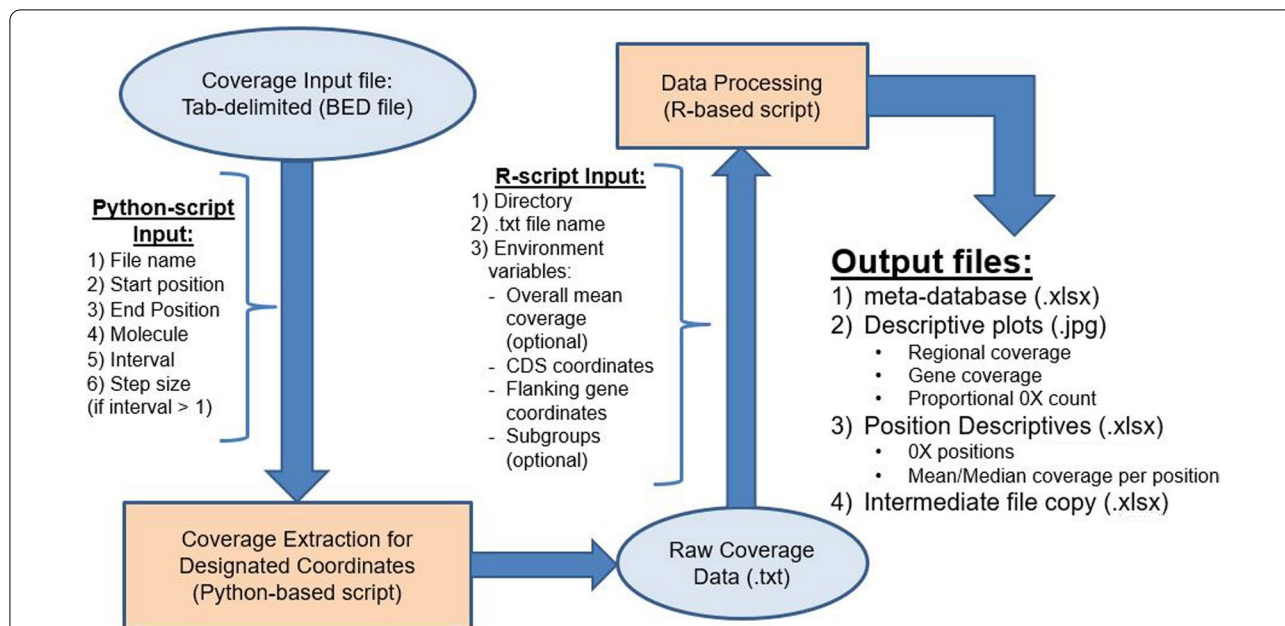 Coverage Input file:
Tab-delimited (BED file)
Python-script
Input:
1) File name
2) Start position
3) End Position
4) Molecule
5) Interval
6) Step size
(if interval > 1)
Coverage Extraction for
Designated Coordinates
(Python-based script)
Raw Coverage
Data (.txt)
R-script Input:
1) Directory
2) .txt file name
3) Environment
variables:
- Overall mean
coverage
(optional)
- CDS coordinates
- Flanking gene
coordinates
- Subgroups
(optional)
Data Processing
(R-based script)
Output files:
1) meta-database (.xlsx)
2) Descriptive plots (.jpg)
• Regional coverage
• Gene coverage
• Proportional 0X count
3) Position Descriptives (.xlsx)
• 0X positions
• Mean/Median coverage per position
4) Intermediate file copy (.xlsx)